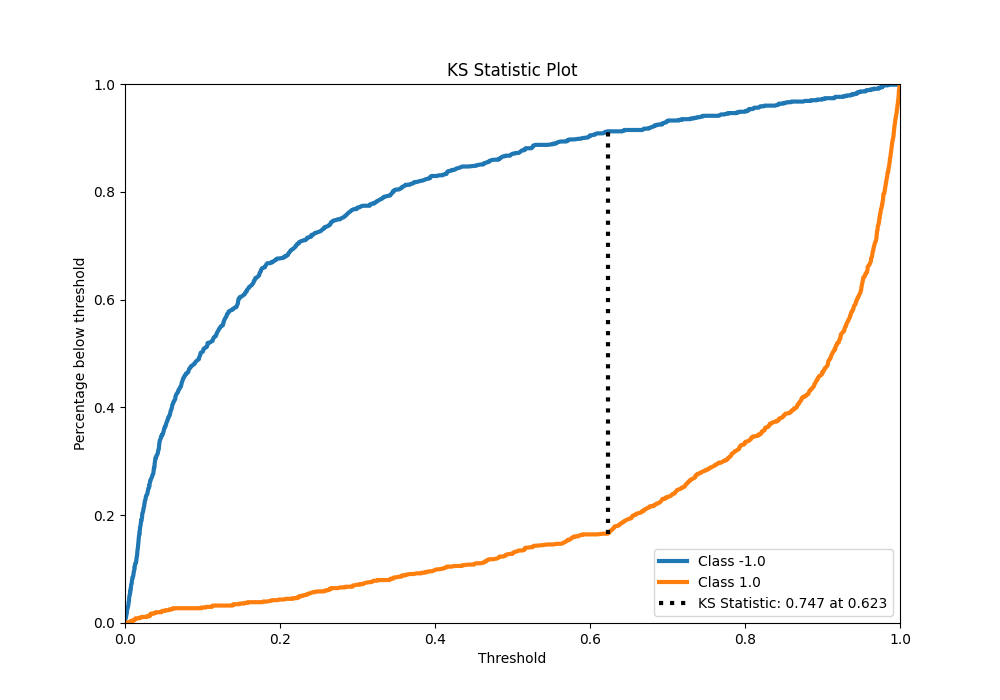 KS Statistic Plot
1.0
0.8
0.6
0.4
0.2
0.0
Percentage below threshold
0.0 0.2 0.4 0.6 0.8 1.0
Threshold
Class -1.0
Class 1.0
KS Statistic: 0.747 at 0.623